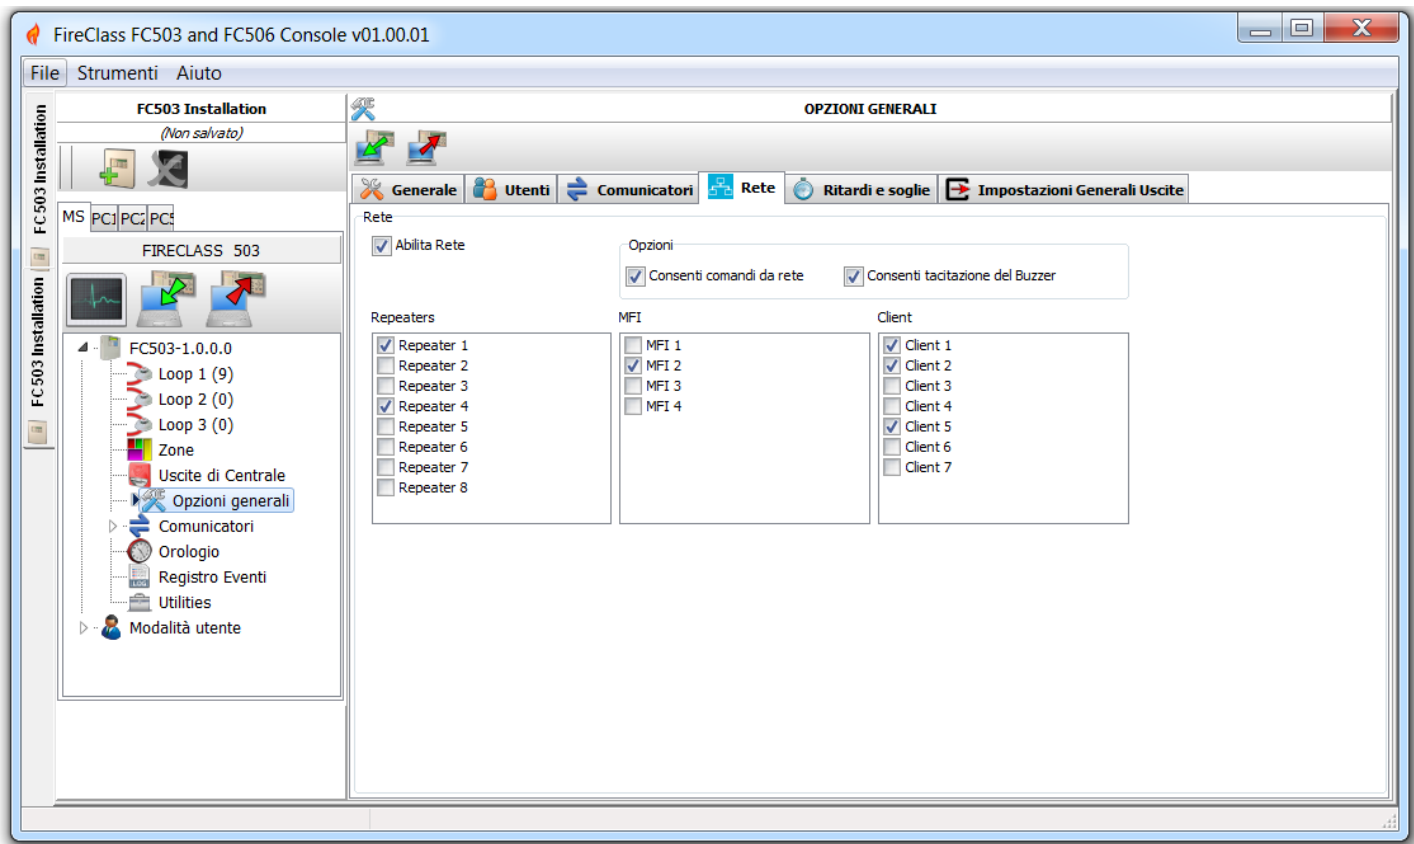 FireClass FC503 and FC506 Console v01.00.01
File Strumenti Aiuto
FC503 Installation
FC503 Installation
FC503 Installation
(Non salvato)
MS PC1 PC2 PC5
FIRECLASS 503
FC503-1.0.0.0
Loop 1 (9)
Loop 2 (0)
Loop 3 (0)
Zone
Uscite di Centrale
Opzioni generali
Comunicatori
Orologio
LOG
Registro Eventi
Utilities
Modalità utente
OPZIONI GENERALI
Generale Utenti Comunicatori Rete Ritardi e soglie Impostazioni Generali Uscite
Rete
Abilita Rete
Opzioni
Consenti comandi da rete Consenti tacitazione del Buzzer
Repeaters
Repeater 1
Repeater 2
Repeater 3
Repeater 4
Repeater 5
Repeater 6
Repeater 7
Repeater 8
MFI
MFI 1
MFI 2
MFI 3
MFI 4
Client
Client 1
Client 2
Client 3
Client 4
Client 5
Client 6
Client 7